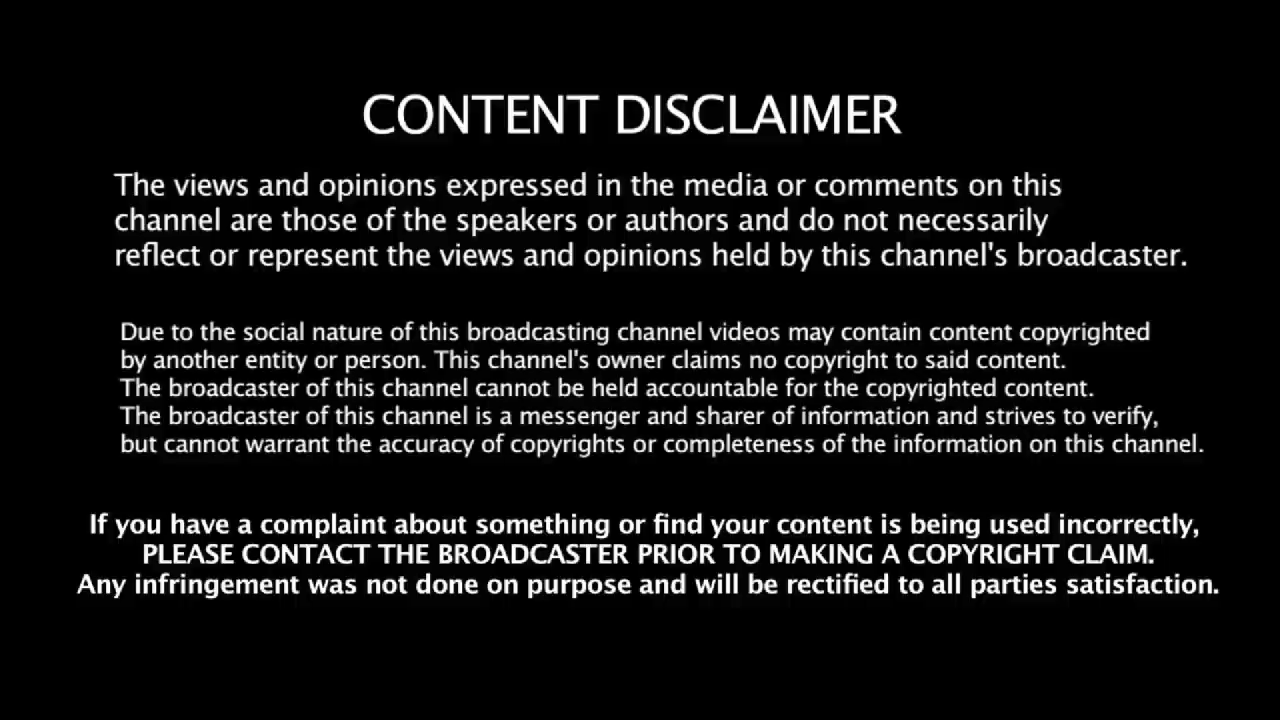 CONTENT DISCLAIMER
The views and opinions expressed in the media or comments on this
channel are those of the speakers or authors and do not necessarily
reflect or represent the views and opinions held by this channel's broadcaster.
Due to the social nature of this broadcasting channel videos may contain content copyrighted
by another entity or person. This channel's owner claims no copyright to said content.
The broadcaster of this channel cannot be held accountable for the copyrighted content.
The broadcaster of this channel is a messenger and sharer of information and strives to verify,
but cannot warrant the accuracy of copyrights or completeness of the information on this channel.
If you have a complaint about something or find your content is being used incorrectly,
PLEASE CONTACT THE BROADCASTER PRIOR TO MAKING A COPYRIGHT CLAIM.
Any infringement was not done on purpose and will be rectified to all parties satisfaction.